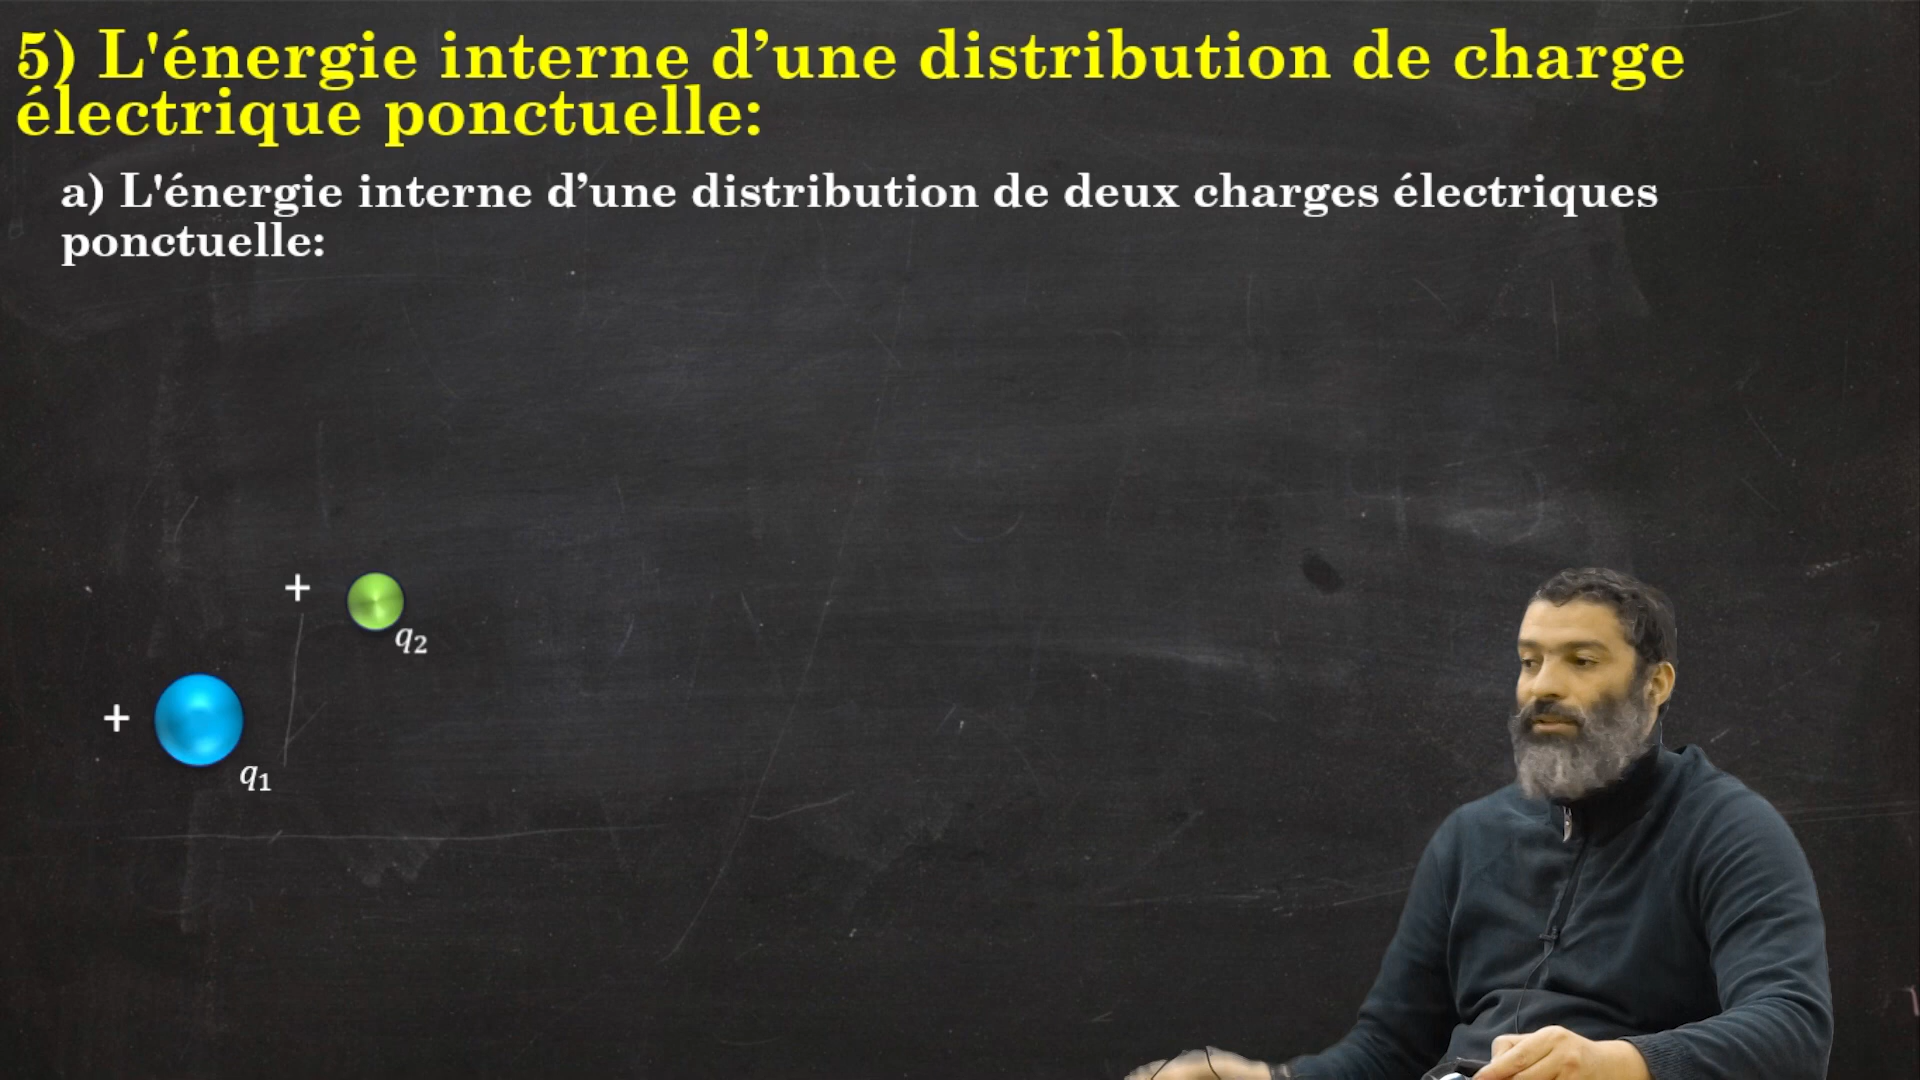 5) L'énergie interne d’une distribution de charge
électrique ponctuelle:
a) L'énergie interne d’une distribution de deux charges électriques
ponctuelle:
+
q₂
+
q₁